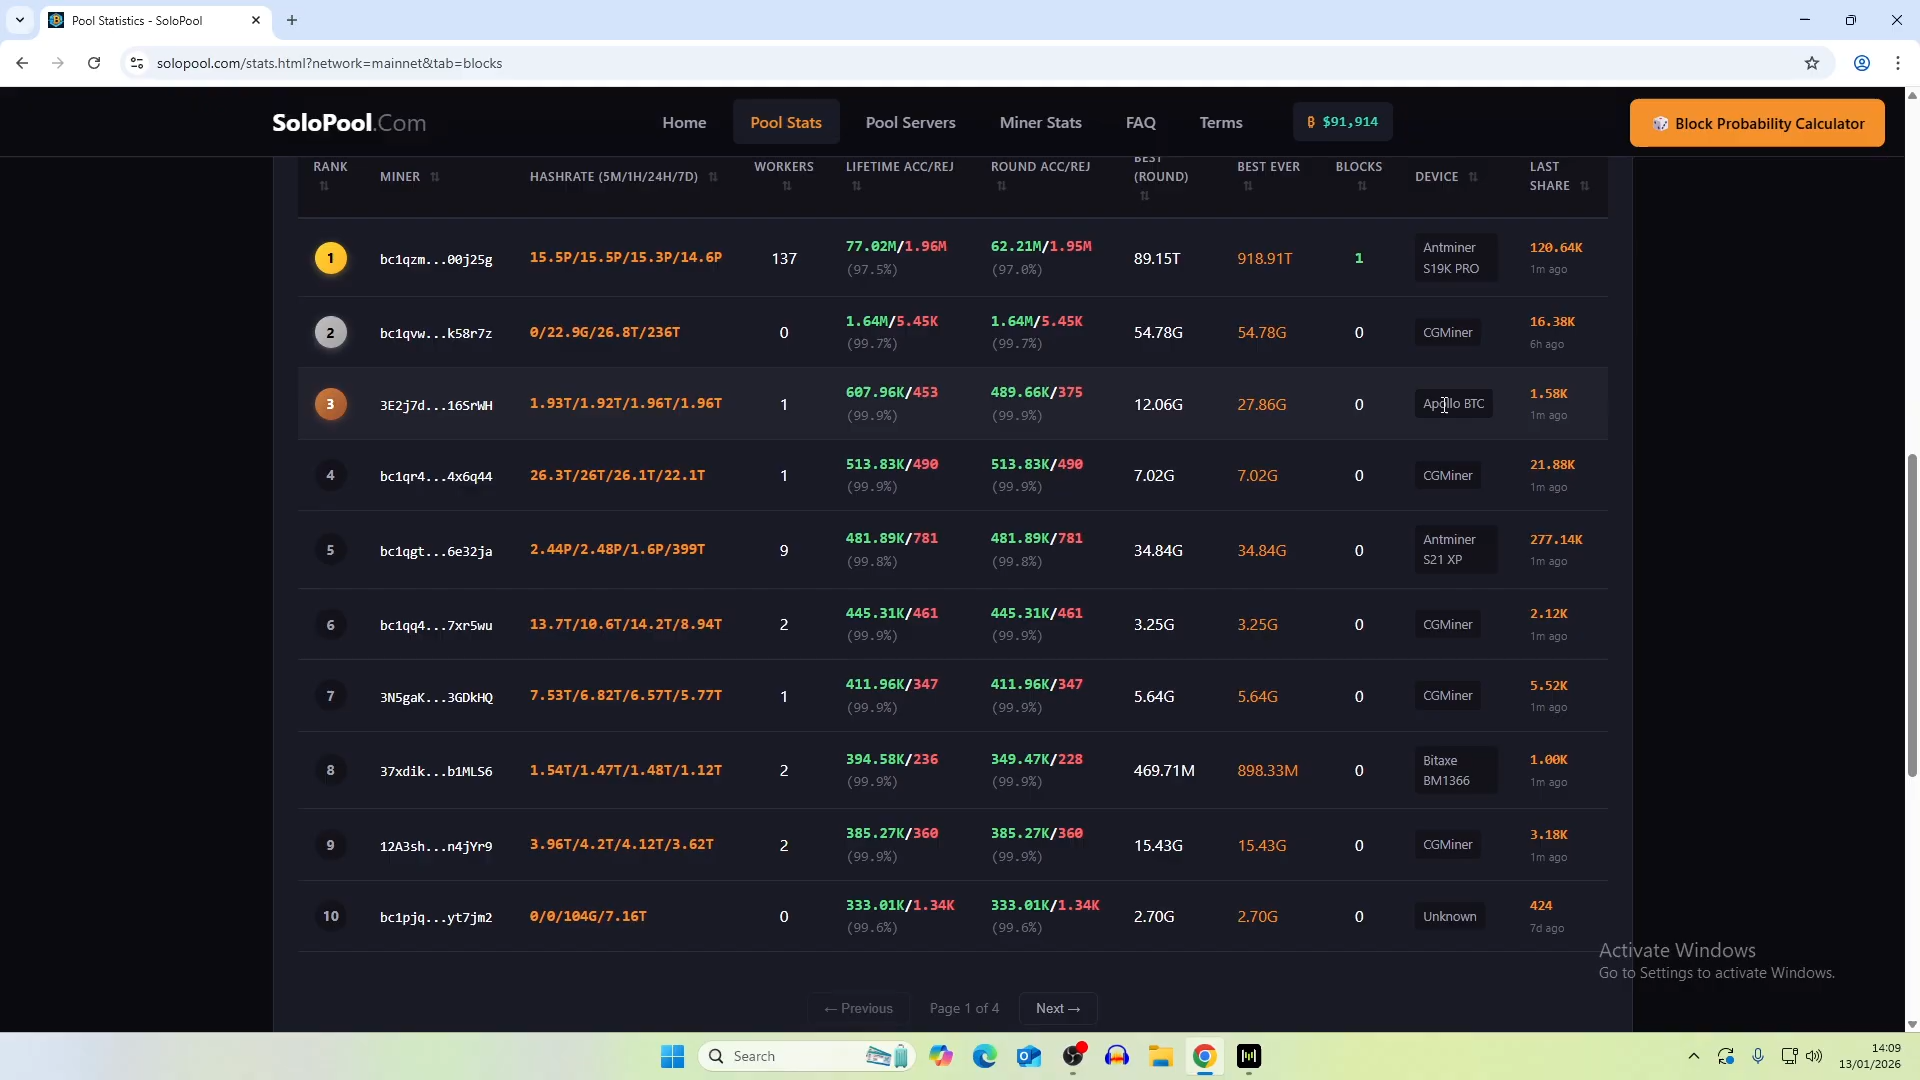 Pool Statistics - SoloPool
solopool.com/stats.html?network=mainnet&tab=blocks
SoloPool.Com
Home
Pool Stats
Pool Servers
Miner Stats
FAQ
Terms
₿ $91,914
Block Probability Calculator
RANK MINER HASHRATE (5M/1H/24H/7D) WORKERS LIFETIME ACC/REJ ROUND ACC/REJ BEST (ROUND) BEST EVER BLOCKS DEVICE LAST SHARE
1 bc1qzm...00j25g 15.5P/15.5P/15.3P/14.6P 137 77.02M/1.96M (97.5%) 62.21M/1.95M (97.0%) 89.15T 918.91T 1 Antminer S19K PRO 120.64K 1m ago
2 bc1qvw...k58r7z 0/22.9G/26.8T/236T 0 1.64M/5.45K (99.7%) 1.64M/5.45K (99.7%) 54.78G 54.78G 0 CGMiner 16.38K 6h ago
3 3E2j7d...16SrWH 1.93T/1.92T/1.96T/1.96T 1 607.96K/453 (99.9%) 489.66K/375 (99.9%) 12.06G 27.86G 0 Apollo BTC 1.58K 1m ago
4 bc1qr4...4x6q44 26.3T/26T/26.1T/22.1T 1 513.83K/490 (99.9%) 513.83K/490 (99.9%) 7.02G 7.02G 0 CGMiner 21.88K 1m ago
5 bc1qgt...6e32ja 2.44P/2.48P/1.6P/399T 9 481.89K/781 (99.8%) 481.89K/781 (99.8%) 34.84G 34.84G 0 Antminer S21 XP 277.14K 1m ago
6 bc1qq4...7xr5wu 13.7T/10.6T/14.2T/8.94T 2 445.31K/461 (99.9%) 445.31K/461 (99.9%) 3.25G 3.25G 0 CGMiner 2.12K 1m ago
7 3N5gaK...3GDkHQ 7.53T/6.82T/6.57T/5.77T 1 411.96K/347 (99.9%) 411.96K/347 (99.9%) 5.64G 5.64G 0 CGMiner 5.52K 1m ago
8 37xdik...b1MLS6 1.54T/1.47T/1.48T/1.12T 2 394.58K/236 (99.9%) 349.47K/228 (99.9%) 469.71M 898.33M 0 Bitaxe BM1366 1.00K 1m ago
9 12A3sh...n4jYr9 3.96T/4.2T/4.12T/3.62T 2 385.27K/360 (99.9%) 385.27K/360 (99.9%) 15.43G 15.43G 0 CGMiner 3.18K 1m ago
10 bc1pjq...yt7jm2 0/0/104G/7.16T 0 333.01K/1.34K (99.6%) 333.01K/1.34K (99.6%) 2.70G 2.70G 0 Unknown 424 7d ago
← Previous Page 1 of 4 Next →
Activate Windows
Go to Settings to activate Windows.
Search
14:09
13/01/2026